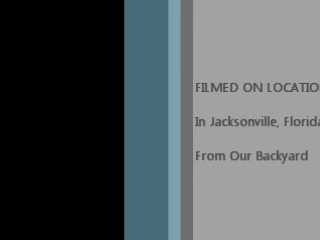 FILMED ON LOCATIO
In Jacksonville, Florida
From Our Backyard